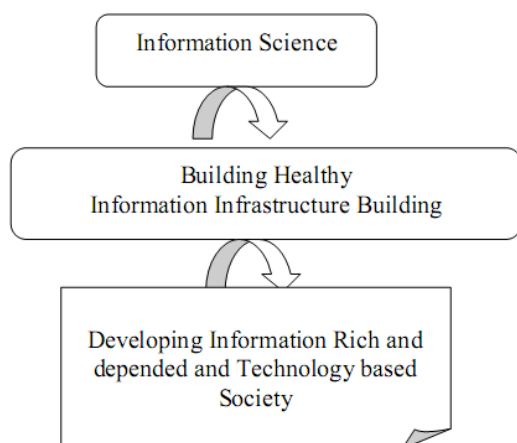 Information Science
Building Healthy
Information Infrastructure Building
Developing Information Rich and
depended and Technology based
Society